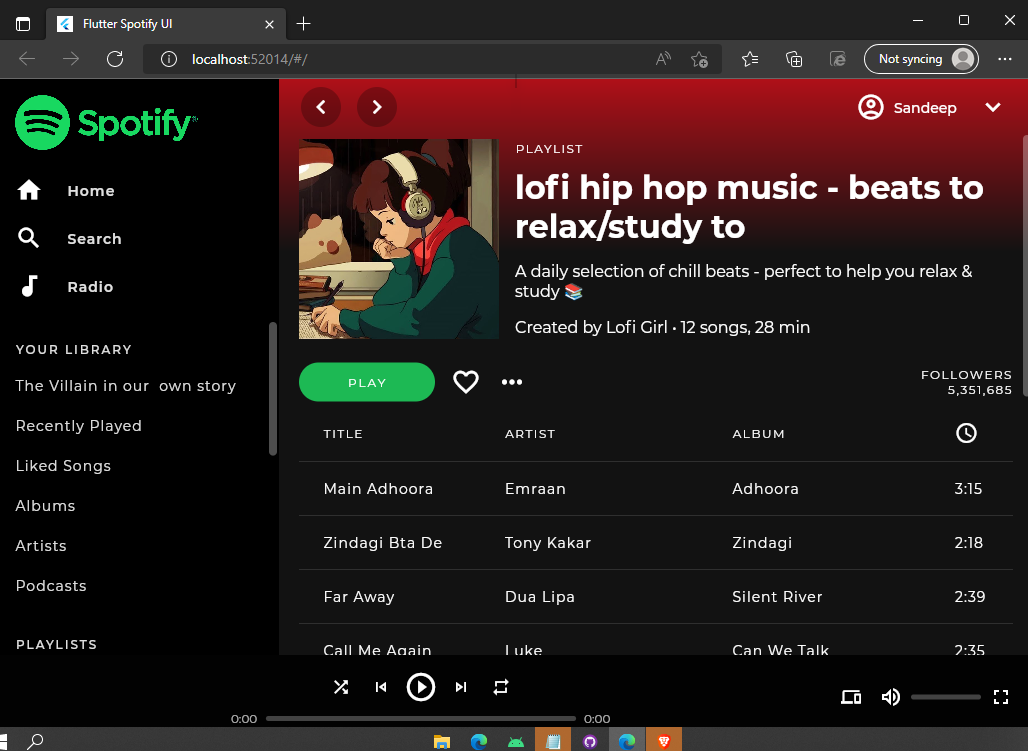 Flutter Spotify UI
localhost:52014/#/
Not syncing
Spotify
Home
Search
Radio
YOUR LIBRARY
The Villain in our  own story
Recently Played
Liked Songs
Albums
Artists
Podcasts
PLAYLISTS
Sandeep
PLAYLIST
lofi hip hop music - beats to
relax/study to
A daily selection of chill beats - perfect to help you relax &
study 📚
Created by Lofi Girl • 12 songs, 28 min
PLAY
FOLLOWERS
5,351,685
TITLE ARTIST ALBUM
Main Adhoora Emraan Adhoora 3:15
Zindagi Bta De Tony Kakar Zindagi 2:18
Far Away Dua Lipa Silent River 2:39
Call Me Again Luke Can We Talk 2:35
0:00 0:00